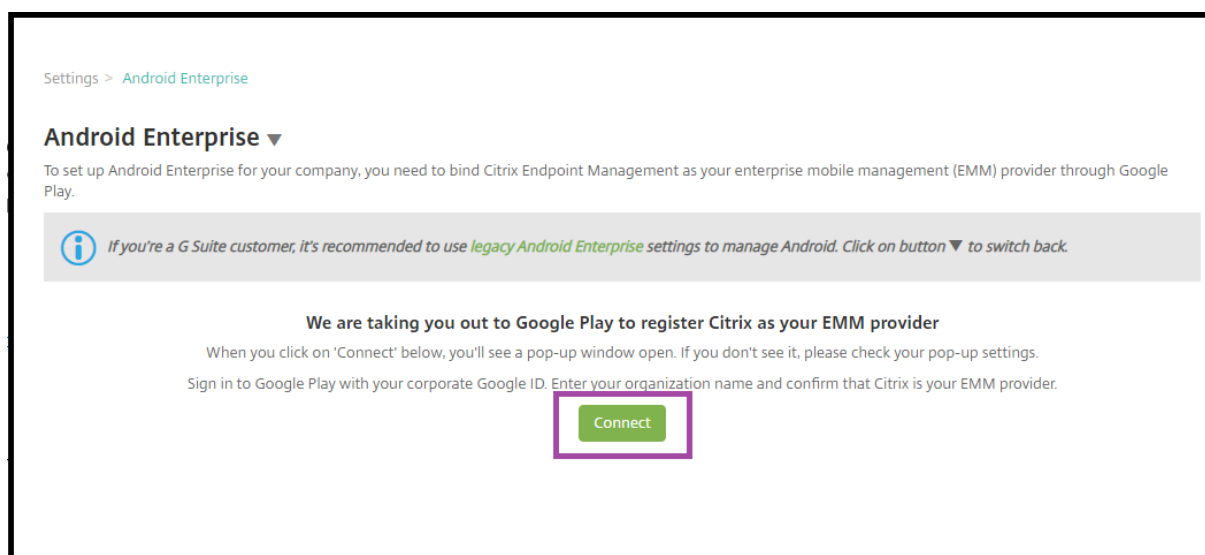 Settings > Android Enterprise
Android Enterprise ▼
To set up Android Enterprise for your company, you need to bind Citrix Endpoint Management as your enterprise mobile management (EMM) provider through Google
Play.
If you're a G Suite customer, it's recommended to use legacy Android Enterprise settings to manage Android. Click on button ▼ to switch back.
We are taking you out to Google Play to register Citrix as your EMM provider
When you click on 'Connect' below, you'll see a pop-up window open. If you don't see it, please check your pop-up settings.
Sign in to Google Play with your corporate Google ID. Enter your organization name and confirm that Citrix is your EMM provider.
Connect